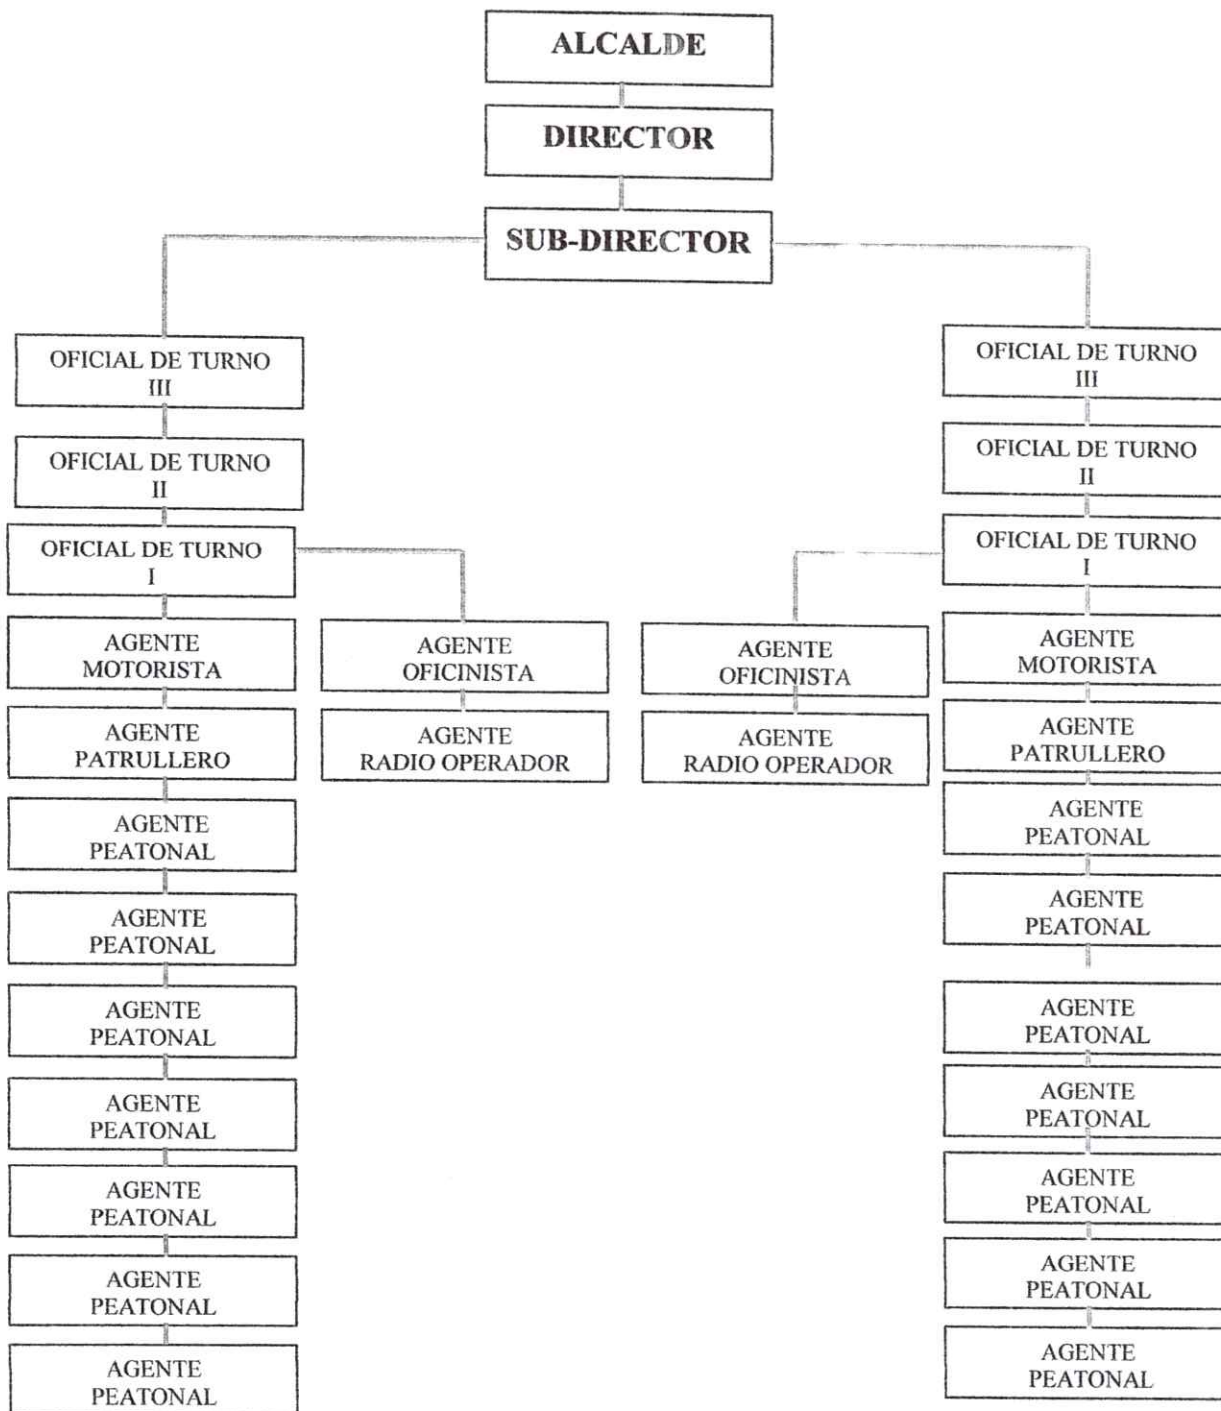 ALCALDE
DIRECTOR
SUB-DIRECTOR
OFICIAL DE TURNO
III
OFICIAL DE TURNO
II
OFICIAL DE TURNO
I
AGENTE
MOTORISTA
AGENTE
PATRULLERO
AGENTE
PEATONAL
AGENTE
PEATONAL
AGENTE
PEATONAL
AGENTE
PEATONAL
AGENTE
PEATONAL
AGENTE
PEATONAL
AGENTE
PEATONAL
AGENTE
OFICINISTA
AGENTE
RADIO OPERADOR
AGENTE
OFICINISTA
AGENTE
RADIO OPERADOR
OFICIAL DE TURNO
III
OFICIAL DE TURNO
II
OFICIAL DE TURNO
I
AGENTE
MOTORISTA
AGENTE
PATRULLERO
AGENTE
PEATONAL
AGENTE
PEATONAL
AGENTE
PEATONAL
AGENTE
PEATONAL
AGENTE
PEATONAL
AGENTE
PEATONAL
AGENTE
PEATONAL